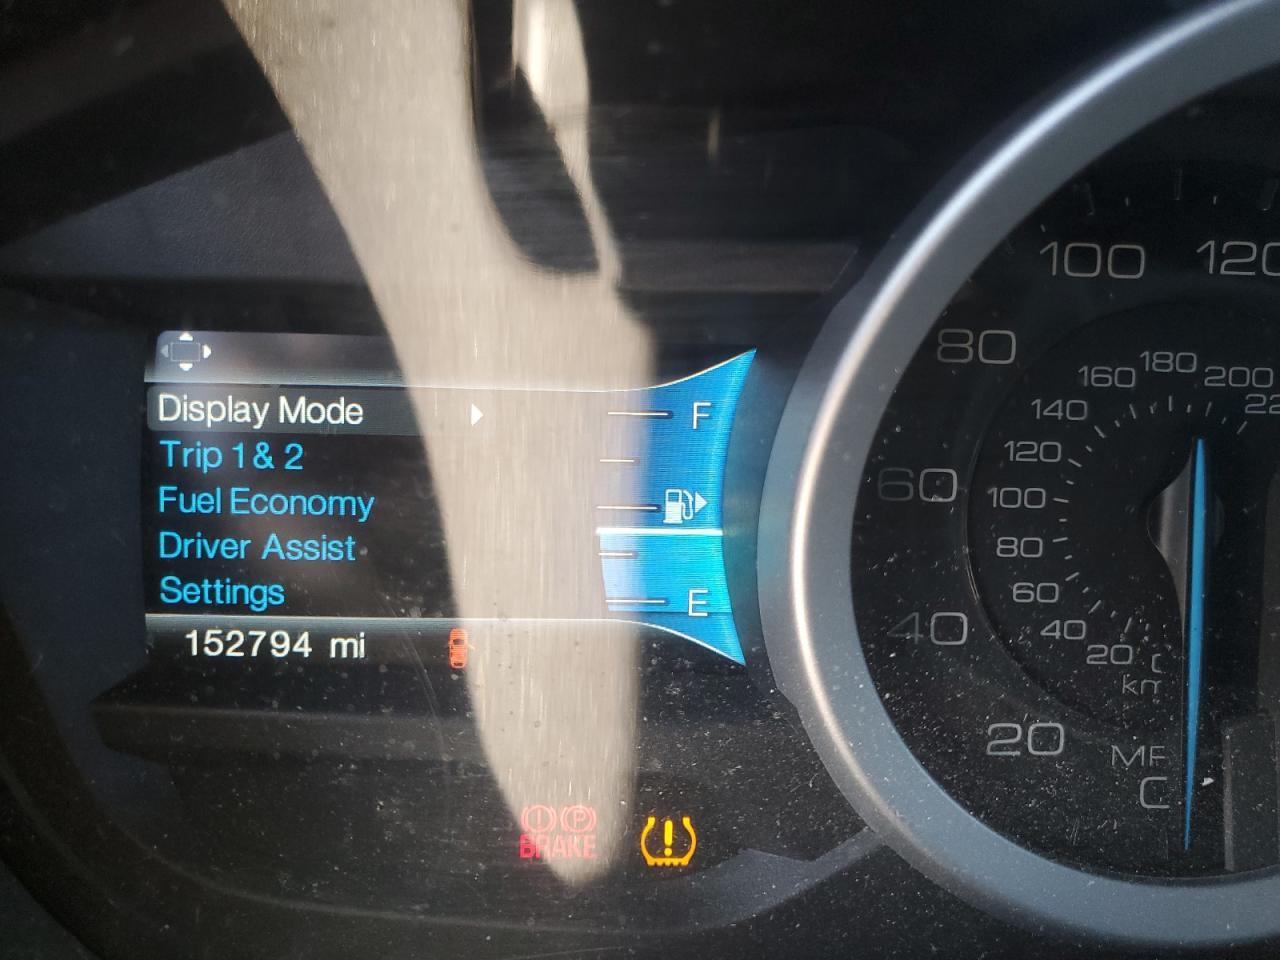 Display Mode
Trip 1 & 2
Fuel Economy
Driver Assist
Settings
152794 mi
F
E
BRAKE
P
100
120
80
60
40
20
180
160
200
140
120
100
80
60
40
20